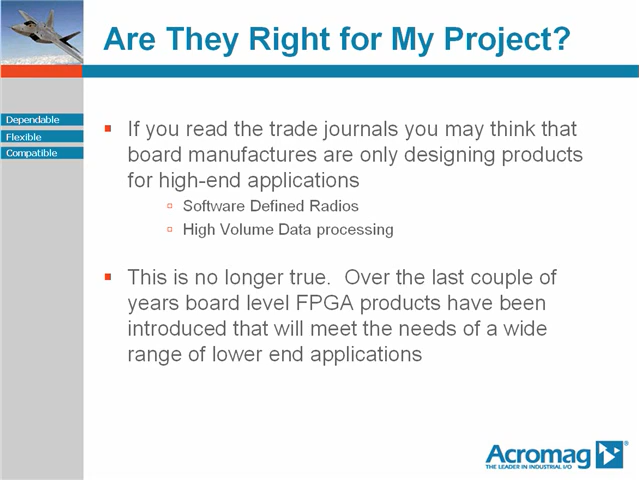 Are They Right for My Project?
Dependable
Flexible
Compatible
If you read the trade journals you may think that
board manufactures are only designing products
for high-end applications
Software Defined Radios
High Volume Data processing
This is no longer true.  Over the last couple of
years board level FPGA products have been
introduced that will meet the needs of a wide
range of lower end applications
Acromag ®
THE LEADER IN INDUSTRIAL I/O